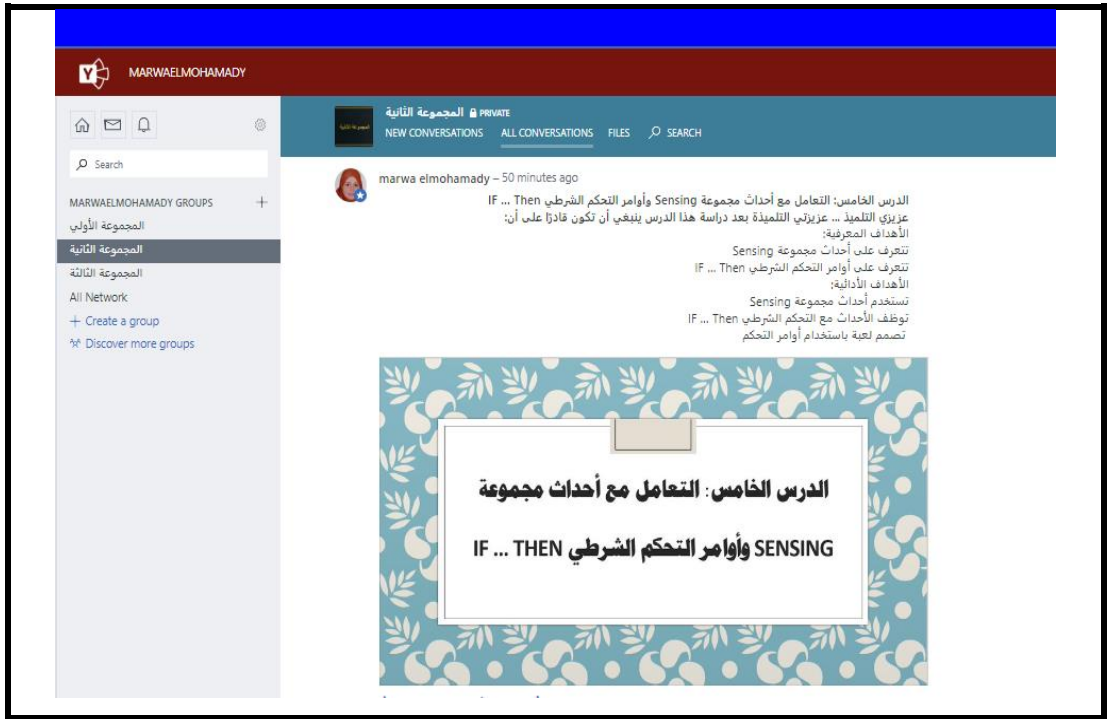 MARWAELMOHAMADY
Search
MARWAELMOHAMADY GROUPS
المجموعة الأولي
المجموعة الثانية
المجموعة الثالثة
All Network
+ Create a group
Discover more groups
المجموعة الثانية PRIVATE
NEW CONVERSATIONS ALL CONVERSATIONS FILES SEARCH
marwa elmohamady – 50 minutes ago
الدرس الخامس: التعامل مع أحداث مجموعة Sensing وأوامر التحكم الشرطي IF ... Then
عزيزي التلميذ ... عزيزتي التلميذة بعد دراسة هذا الدرس ينبغي أن تكون قادرًا على أن:
الأهداف المعرفية:
تتعرف على أحداث مجموعة Sensing
تتعرف على أوامر التحكم الشرطي IF ... Then
الأهداف الأدائية:
تستخدم أحداث مجموعة Sensing
توظف الأحداث مع التحكم الشرطي IF ... Then
تصمم لعبة باستخدام أوامر التحكم
الدرس الخامس: التعامل مع أحداث مجموعة
SENSING وأوامر التحكم الشرطي IF ... THEN